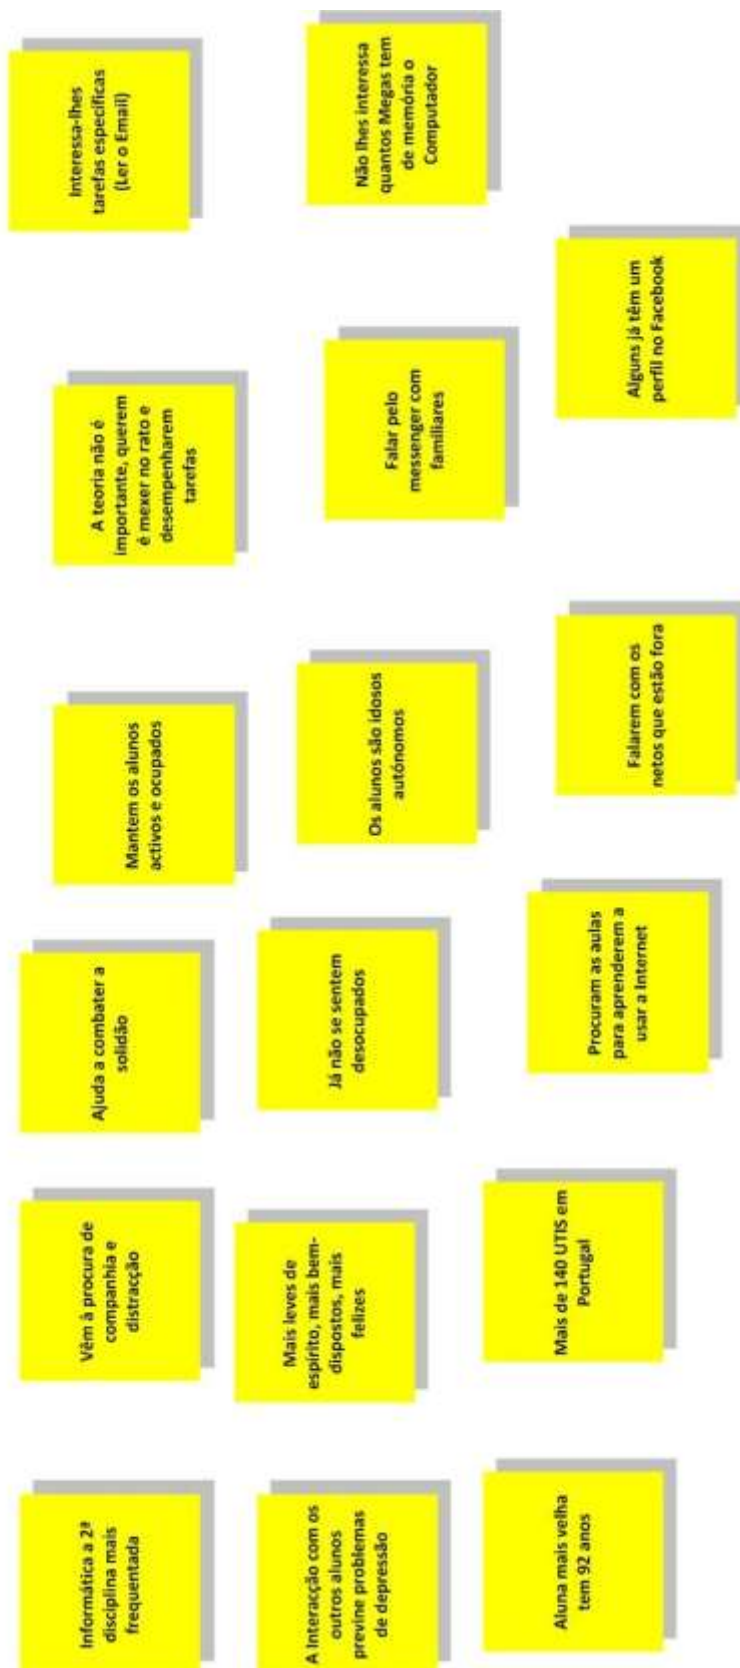 Informática a 2ª
disciplina mais
frequentada
Vêm à procura de
companhia e
distracção
Ajuda a combater a
solidão
Mantem os alunos
activos e ocupados
A teoria não é
importante, querem
é mexer no rato e
desempenharem
tarefas
Interessa-lhes
tarefas específicas
(Ler o Email)
A Interacção com os
outros alunos
previne problemas
de depressão
Mais leves de
espírito, mais bem-
dispostos, mais
felizes
Já não se sentem
desocupados
Os alunos são idosos
autónomos
Falar pelo
messenger com
familiares
Não lhes interessa
quantos Megas tem
de memória o
Computador
Aluna mais velha
tem 92 anos
Mais de 140 UTIS em
Portugal
Procuram as aulas
para aprenderem a
usar a Internet
Falarem com os
netos que estão fora
Alguns já têm um
perfil no Facebook